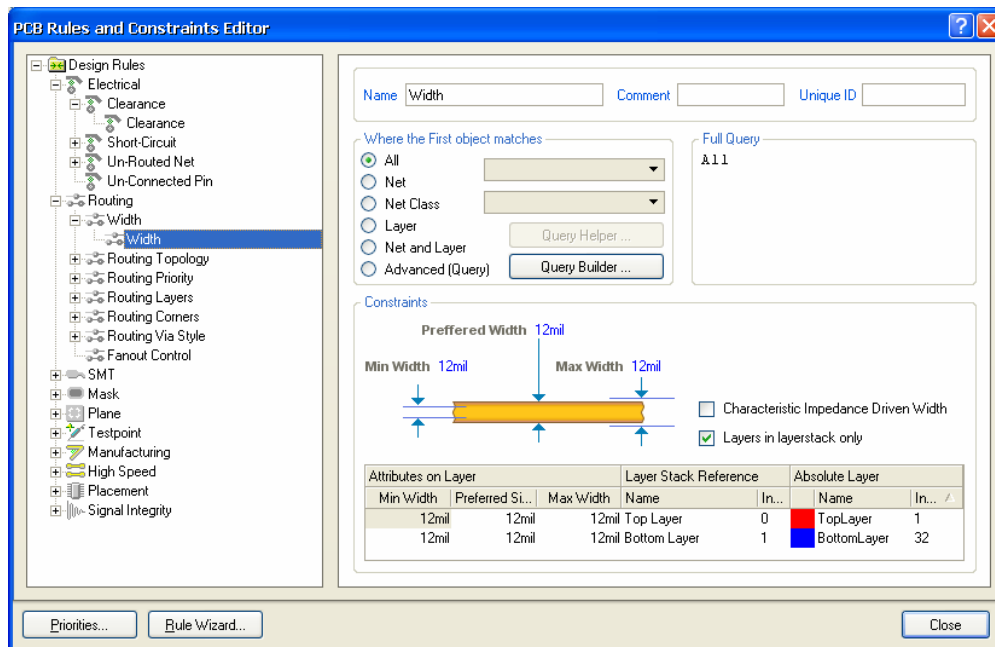 PCB Rules and Constraints Editor
Design Rules
Electrical
Clearance
Clearance
Short-Circuit
Un-Routed Net
Un-Connected Pin
Routing
Width
Width
Routing Topology
Routing Priority
Routing Layers
Routing Corners
Routing Via Style
Fanout Control
SMT
Mask
Plane
Testpoint
Manufacturing
High Speed
Placement
Signal Integrity
Name Width Comment Unique ID
Where the First object matches
All
Net
Net Class
Layer
Net and Layer
Advanced (Query)
Query Helper ...
Query Builder ...
Full Query
All
Constraints
Preffered Width 12mil
Min Width 12mil Max Width 12mil
Characteristic Impedance Driven Width
Layers in layerstack only
Attributes on Layer Layer Stack Reference Absolute Layer
Min Width Preferred Si... Max Width Name In... Name In...
12mil 12mil 12mil Top Layer 0 TopLayer 1
12mil 12mil 12mil Bottom Layer 1 BottomLayer 32
Priorities... Rule Wizard... Close